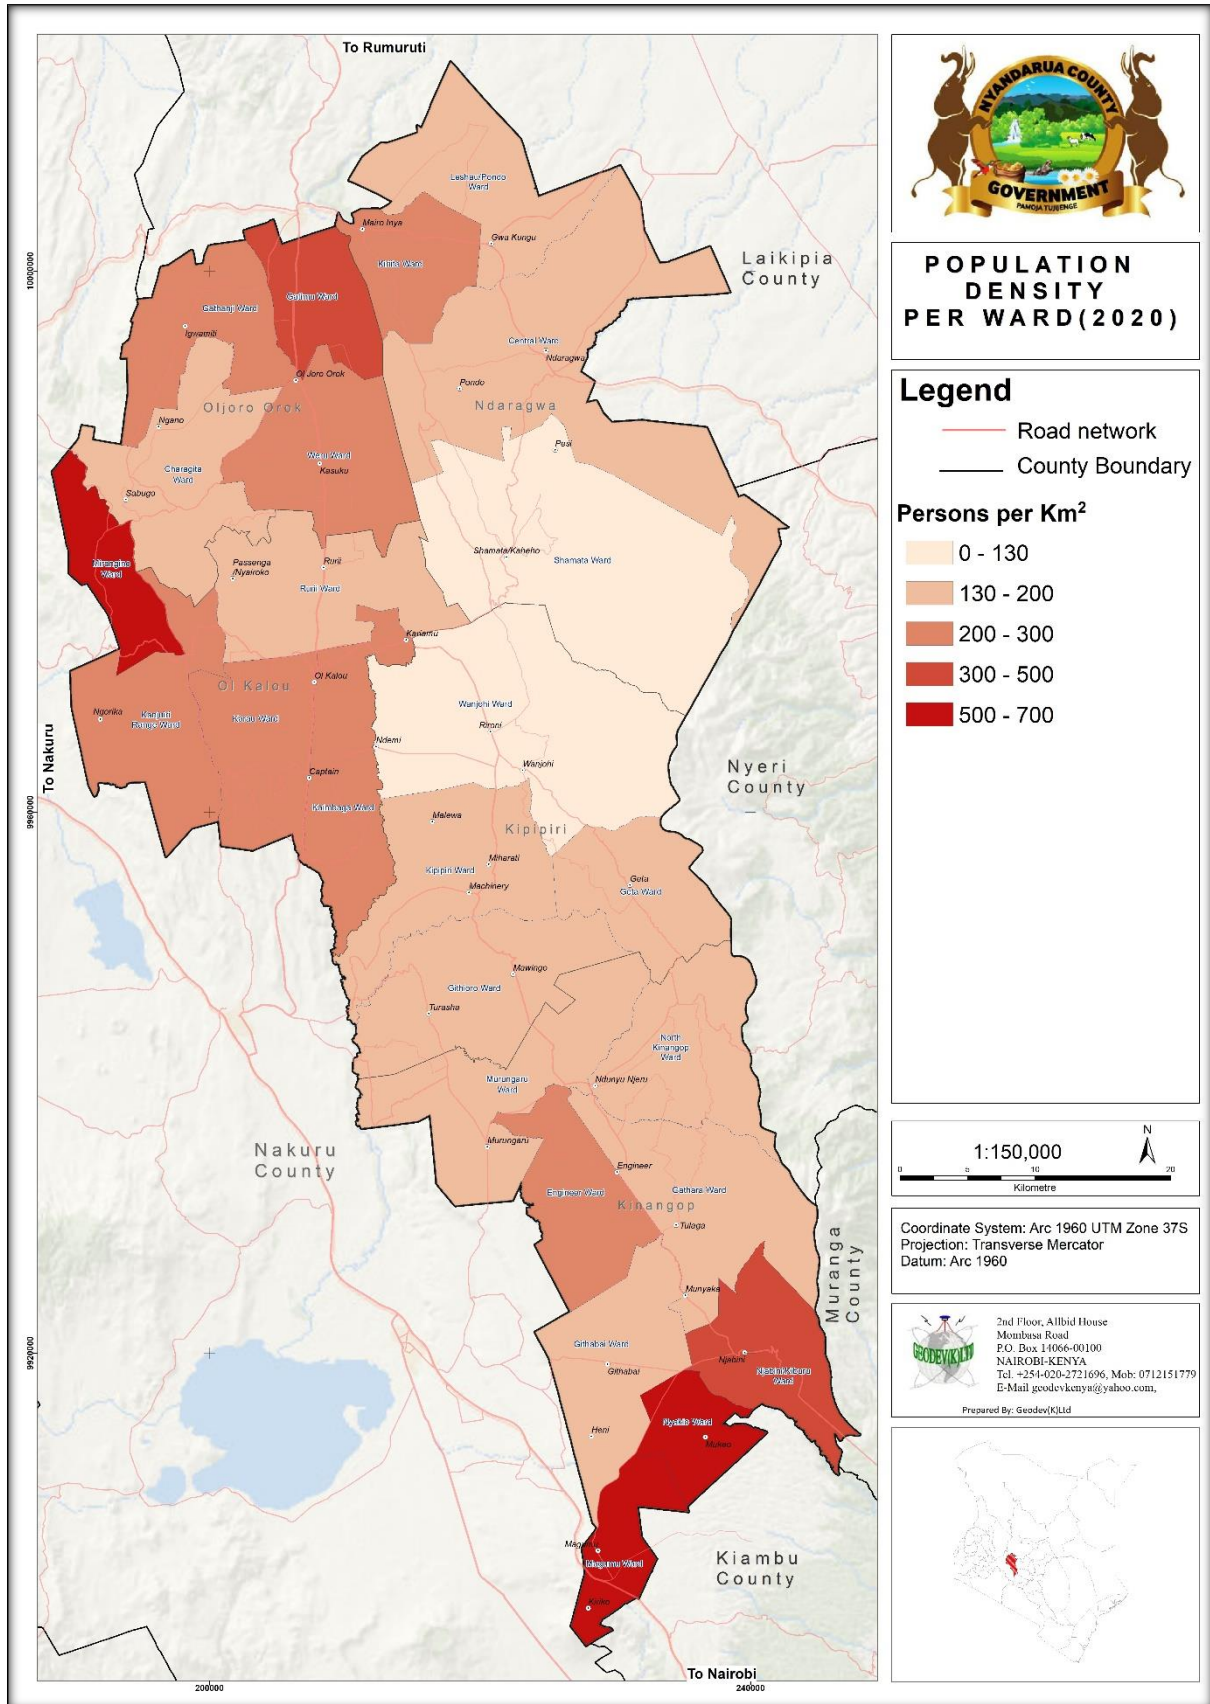 To Rumuruti
Leshau/Pondo
Ward
Mairo Inya
Gwa Kungu
Kiriita Ward
Laikipia
County
Gatimu Ward
Gathanji Ward
Igwamiti
Central Ward
Ndaragwa
Ol Joro Orok
Pondo
Oljoro Orok
Ndaragwa
Ngano
Pesi
Weru Ward
Kasuku
Charagita
Ward
Sabugo
Shamata/Kaheho
Shamata Ward
Mirangine
Ward
Passenga
/Nyairoko
Rurii
Rurii Ward
Kariamu
Ol Kalou
Ol Kalou
Ngorika
Kanjuiri
Range Ward
Karau Ward
Wanjohi Ward
Rironi
Ndemi
Wanjohi
To Nakuru
Captain
Kaimbaga Ward
Nyeri
County
Malewa
Kipipiri
Miharati
Kipipiri Ward
Machinery
Geta
Geta Ward
Mawingo
Githioro Ward
Turasha
North
Kinangop
Ward
Murungaru
Ward
Ndunyu Njeru
Nakuru
County
Murungaru
Engineer
Engineer Ward
Gathara Ward
Kinangop
Tulaga
Muranga
County
Munyaka
Githabai Ward
Githabai
Njabini
Njabini/Kiburu
Ward
Nyakio Ward
Heni
Magumu Ward
Kiambu
County
To Nairobi
10000000
9960000
9920000
200000
240000
NYANDARUA COUNTY
GOVERNMENT
PAMOJA TUJIENGE
POPULATION
DENSITY
PER WARD(2020)
Legend
Road network
County Boundary
Persons per Km²
0 - 130
130 - 200
200 - 300
300 - 500
500 - 700
N
1:150,000
0 5 10 20
Kilometre
Coordinate System: Arc 1960 UTM Zone 37S
Projection: Transverse Mercator
Datum: Arc 1960
GEODEV(K)LTD
2nd Floor, Allbid House
Mombasa Road
P.O. Box 14066-00100
NAIROBI-KENYA
Tel. +254-020-2721696, Mob: 0712151779
E-Mail geodevkenya@yahoo.com,
Prepared By: Geodev(K)Ltd